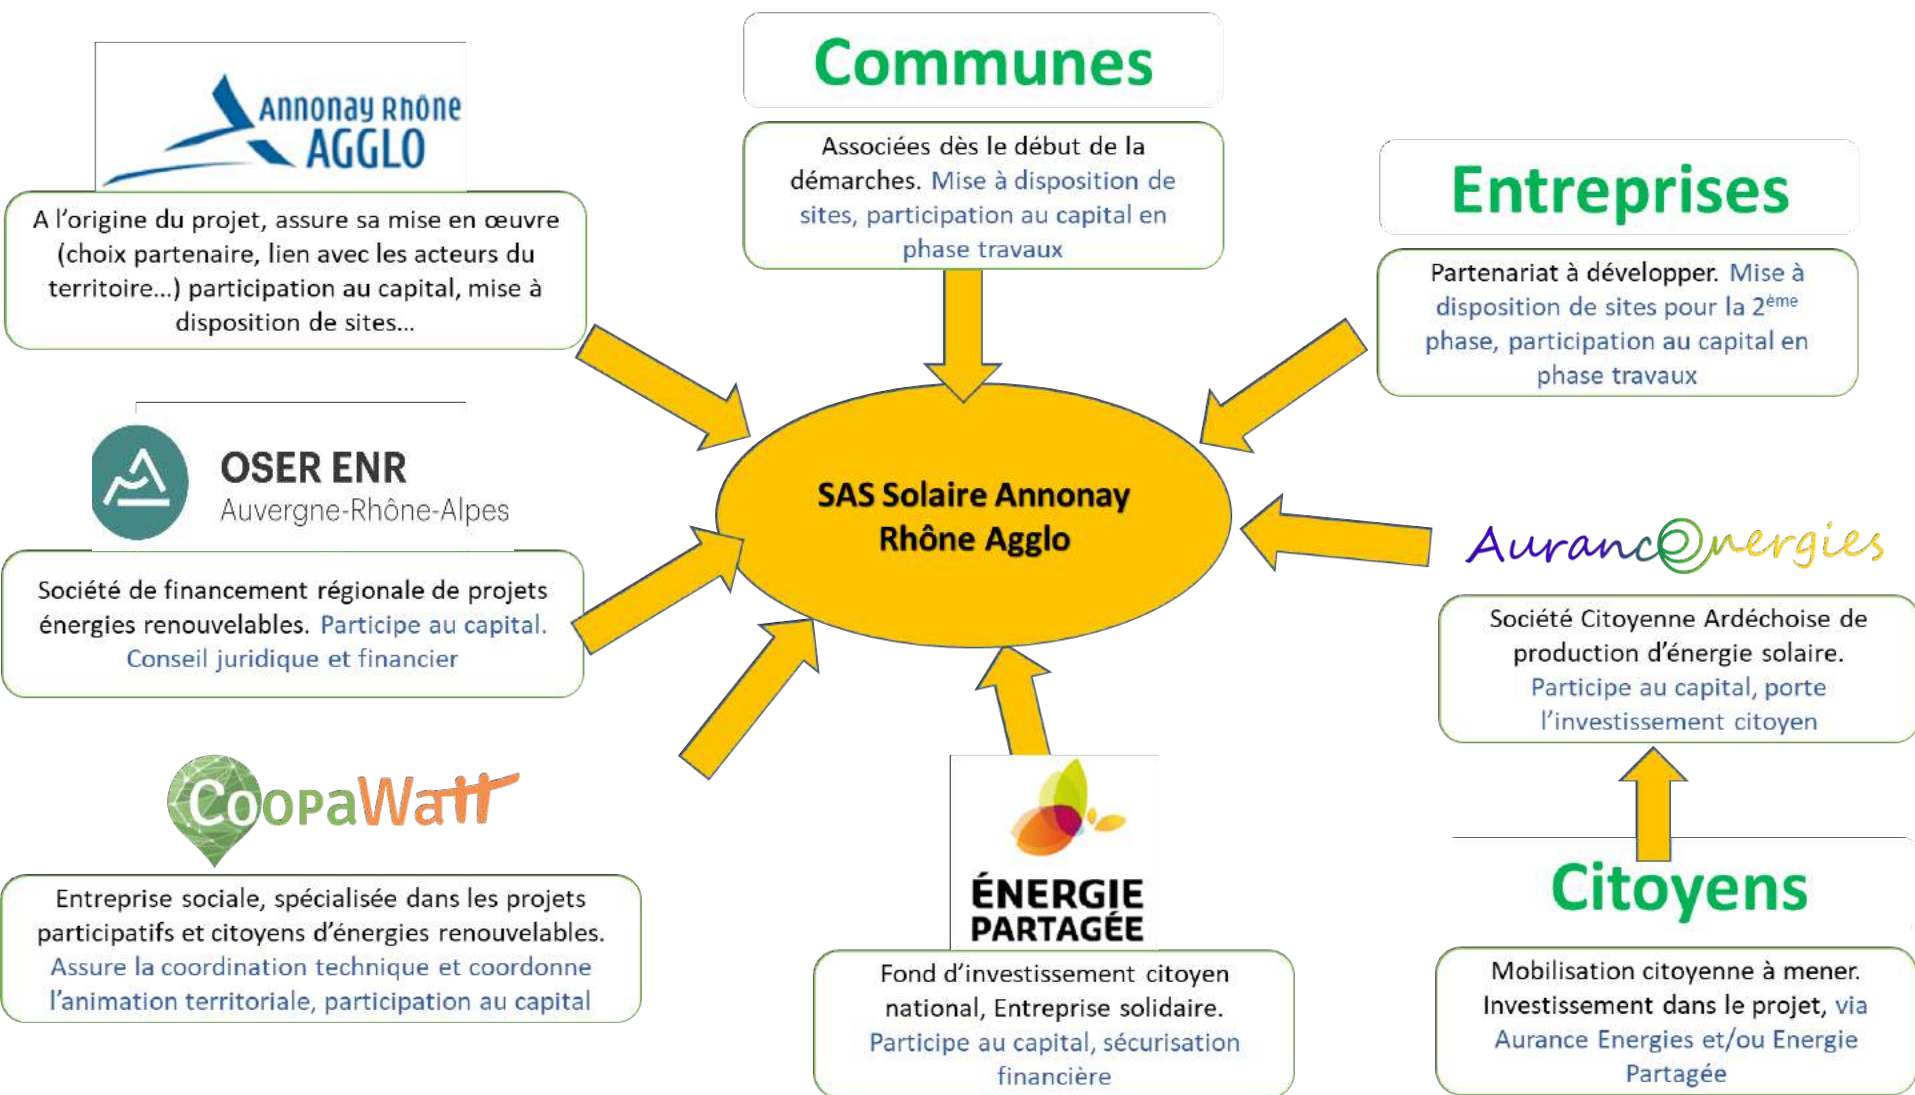 Annonay Rhône
AGGLO
A l'origine du projet, assure sa mise en œuvre
(choix partenaire, lien avec les acteurs du
territoire...) participation au capital, mise à
disposition de sites...
Communes
Associées dès le début de la
démarches. Mise à disposition de
sites, participation au capital en
phase travaux
Entreprises
Partenariat à développer. Mise à
disposition de sites pour la 2ème
phase, participation au capital en
phase travaux
OSER ENR
Auvergne-Rhône-Alpes
Société de financement régionale de projets
énergies renouvelables. Participe au capital.
Conseil juridique et financier
SAS Solaire Annonay
Rhône Agglo
Aurance Energies
Société Citoyenne Ardéchoise de
production d'énergie solaire.
Participe au capital, porte
l'investissement citoyen
CoopaWatt
Entreprise sociale, spécialisée dans les projets
participatifs et citoyens d'énergies renouvelables.
Assure la coordination technique et coordonne
l'animation territoriale, participation au capital
ÉNERGIE
PARTAGÉE
Fond d'investissement citoyen
national, Entreprise solidaire.
Participe au capital, sécurisation
financière
Citoyens
Mobilisation citoyenne à mener.
Investissement dans le projet, via
Aurance Energies et/ou Energie
Partagée